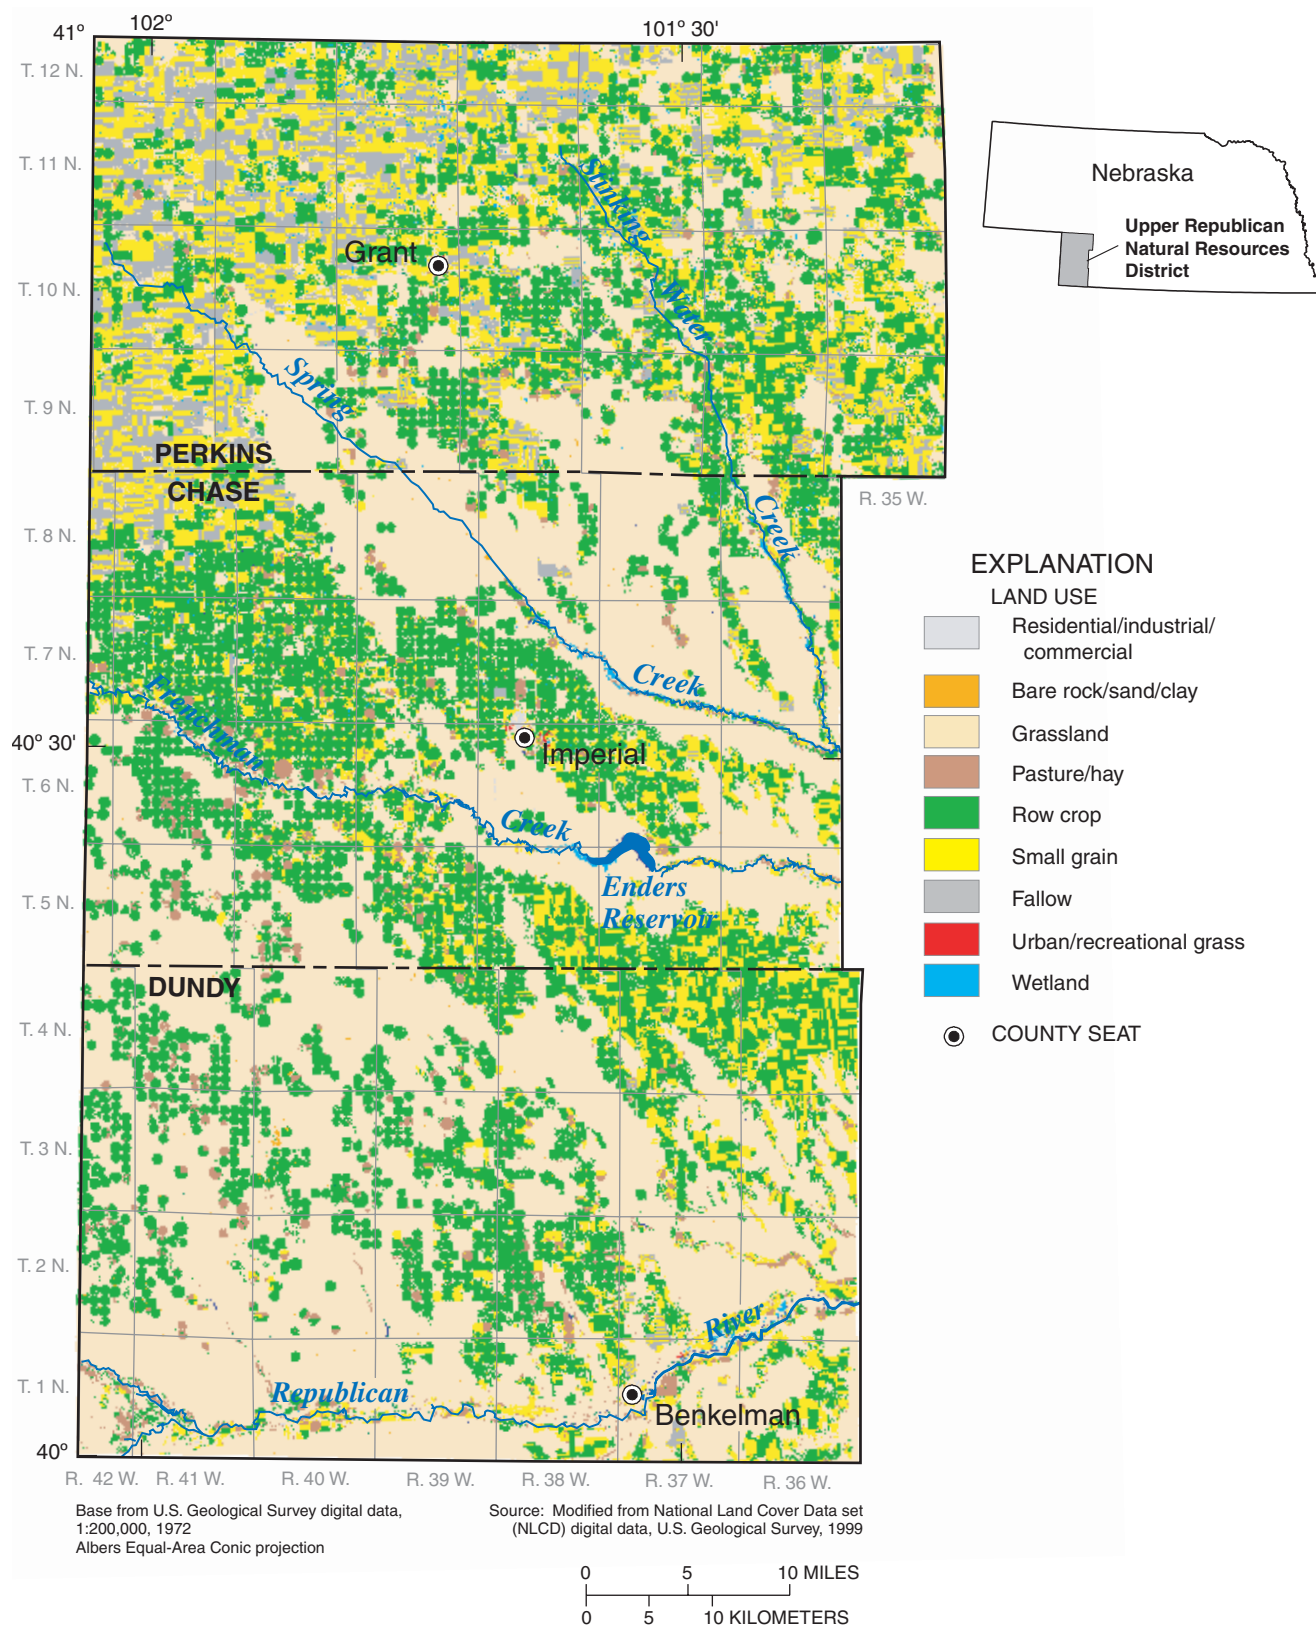 102°
101° 30'
41°
T. 12 N.
T. 11 N.
T. 10 N.
T. 9 N.
T. 8 N.
T. 7 N.
40° 30'
T. 6 N.
T. 5 N.
T. 4 N.
T. 3 N.
T. 2 N.
T. 1 N.
40°
R. 42 W.
R. 41 W.
R. 40 W.
R. 39 W.
R. 38 W.
R. 37 W.
R. 36 W.
R. 35 W.
Stinking
Water
Creek
Grant
Spring
Creek
PERKINS
CHASE
Frenchman
Creek
Imperial
Enders
Reservoir
DUNDY
River
Republican
Benkelman
Nebraska
Upper Republican
Natural Resources
District
EXPLANATION
LAND USE
Residential/industrial/
commercial
Bare rock/sand/clay
Grassland
Pasture/hay
Row crop
Small grain
Fallow
Urban/recreational grass
Wetland
COUNTY SEAT
Base from U.S. Geological Survey digital data,
1:200,000, 1972
Albers Equal-Area Conic projection
Source: Modified from National Land Cover Data set
(NLCD) digital data, U.S. Geological Survey, 1999
0 5 10 MILES
0 5 10 KILOMETERS